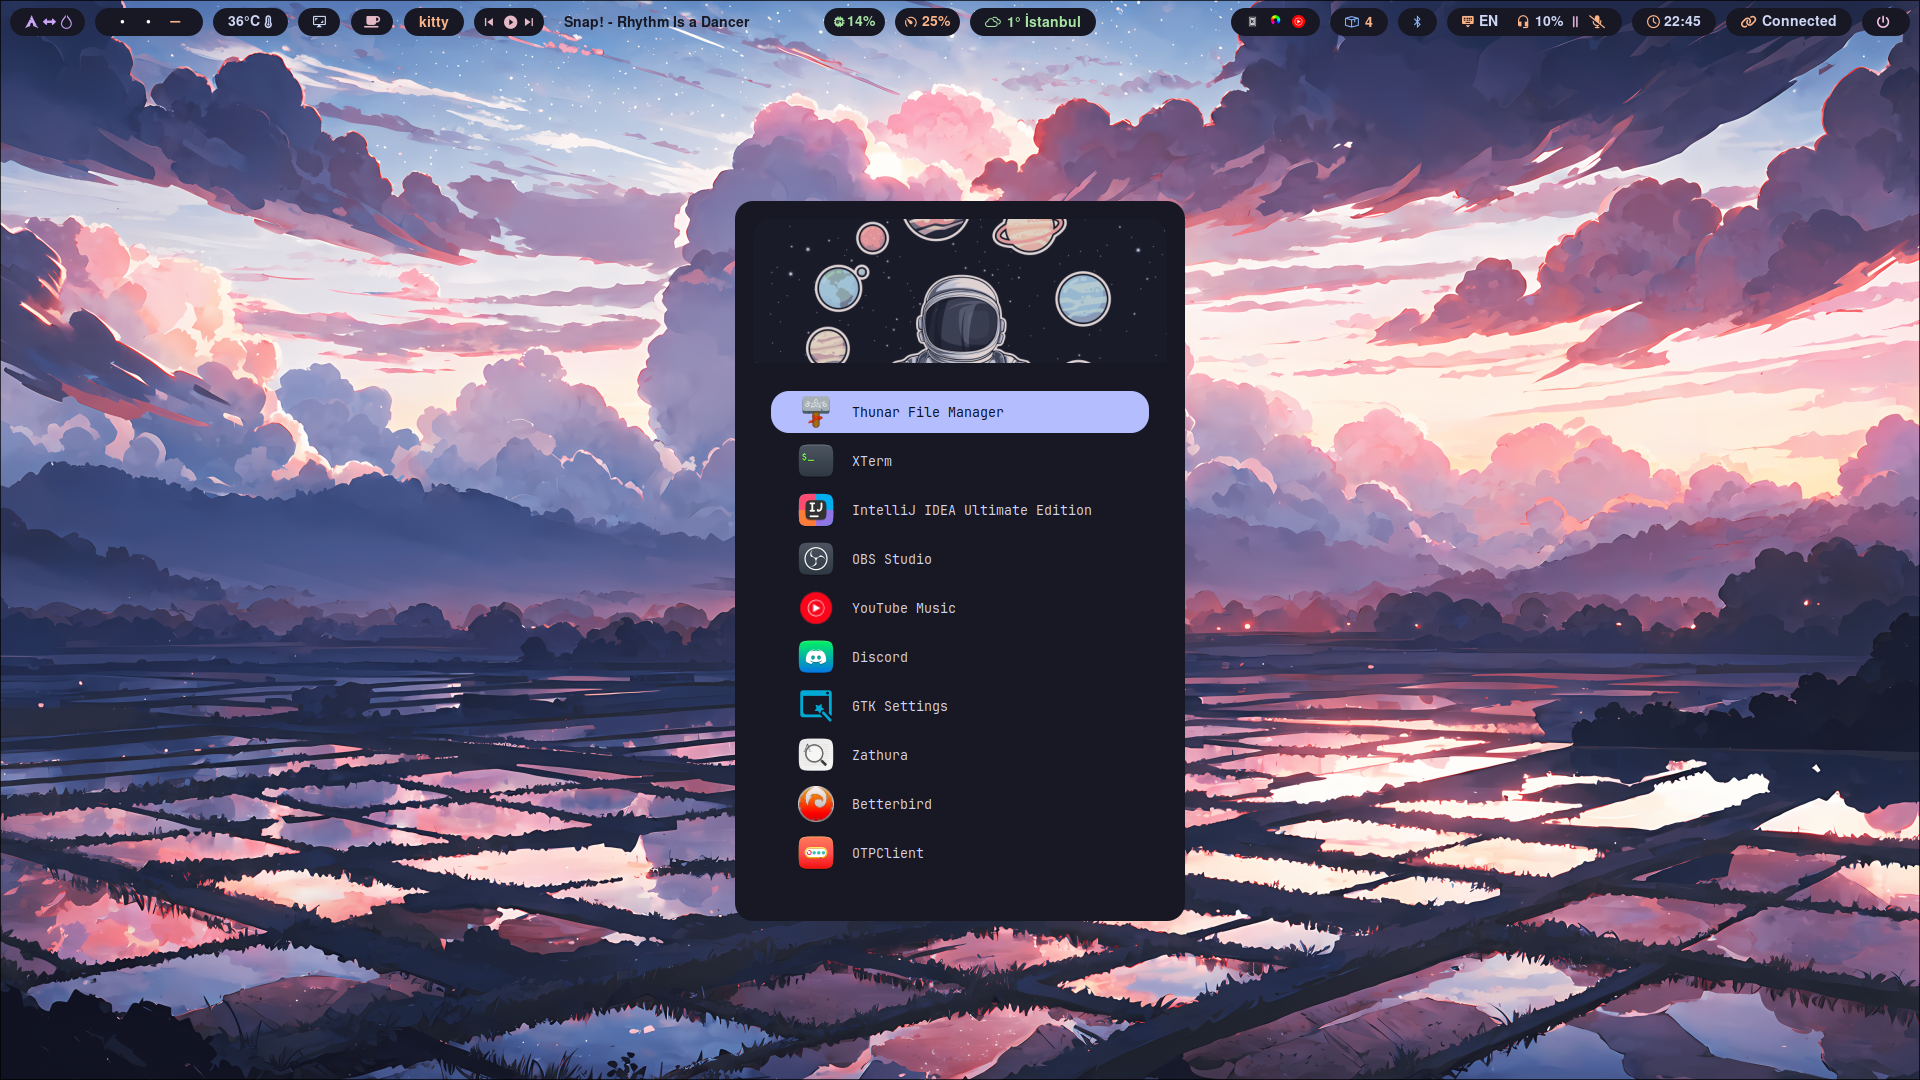 36°C kitty Snap! - Rhythm Is a Dancer 14% 25% 1° İstanbul 4 EN 10% 22:45 Connected
Thunar File Manager
$_ XTerm
IJ IntelliJ IDEA Ultimate Edition
OBS Studio
YouTube Music
Discord
GTK Settings
Zathura
Betterbird
OTPClient